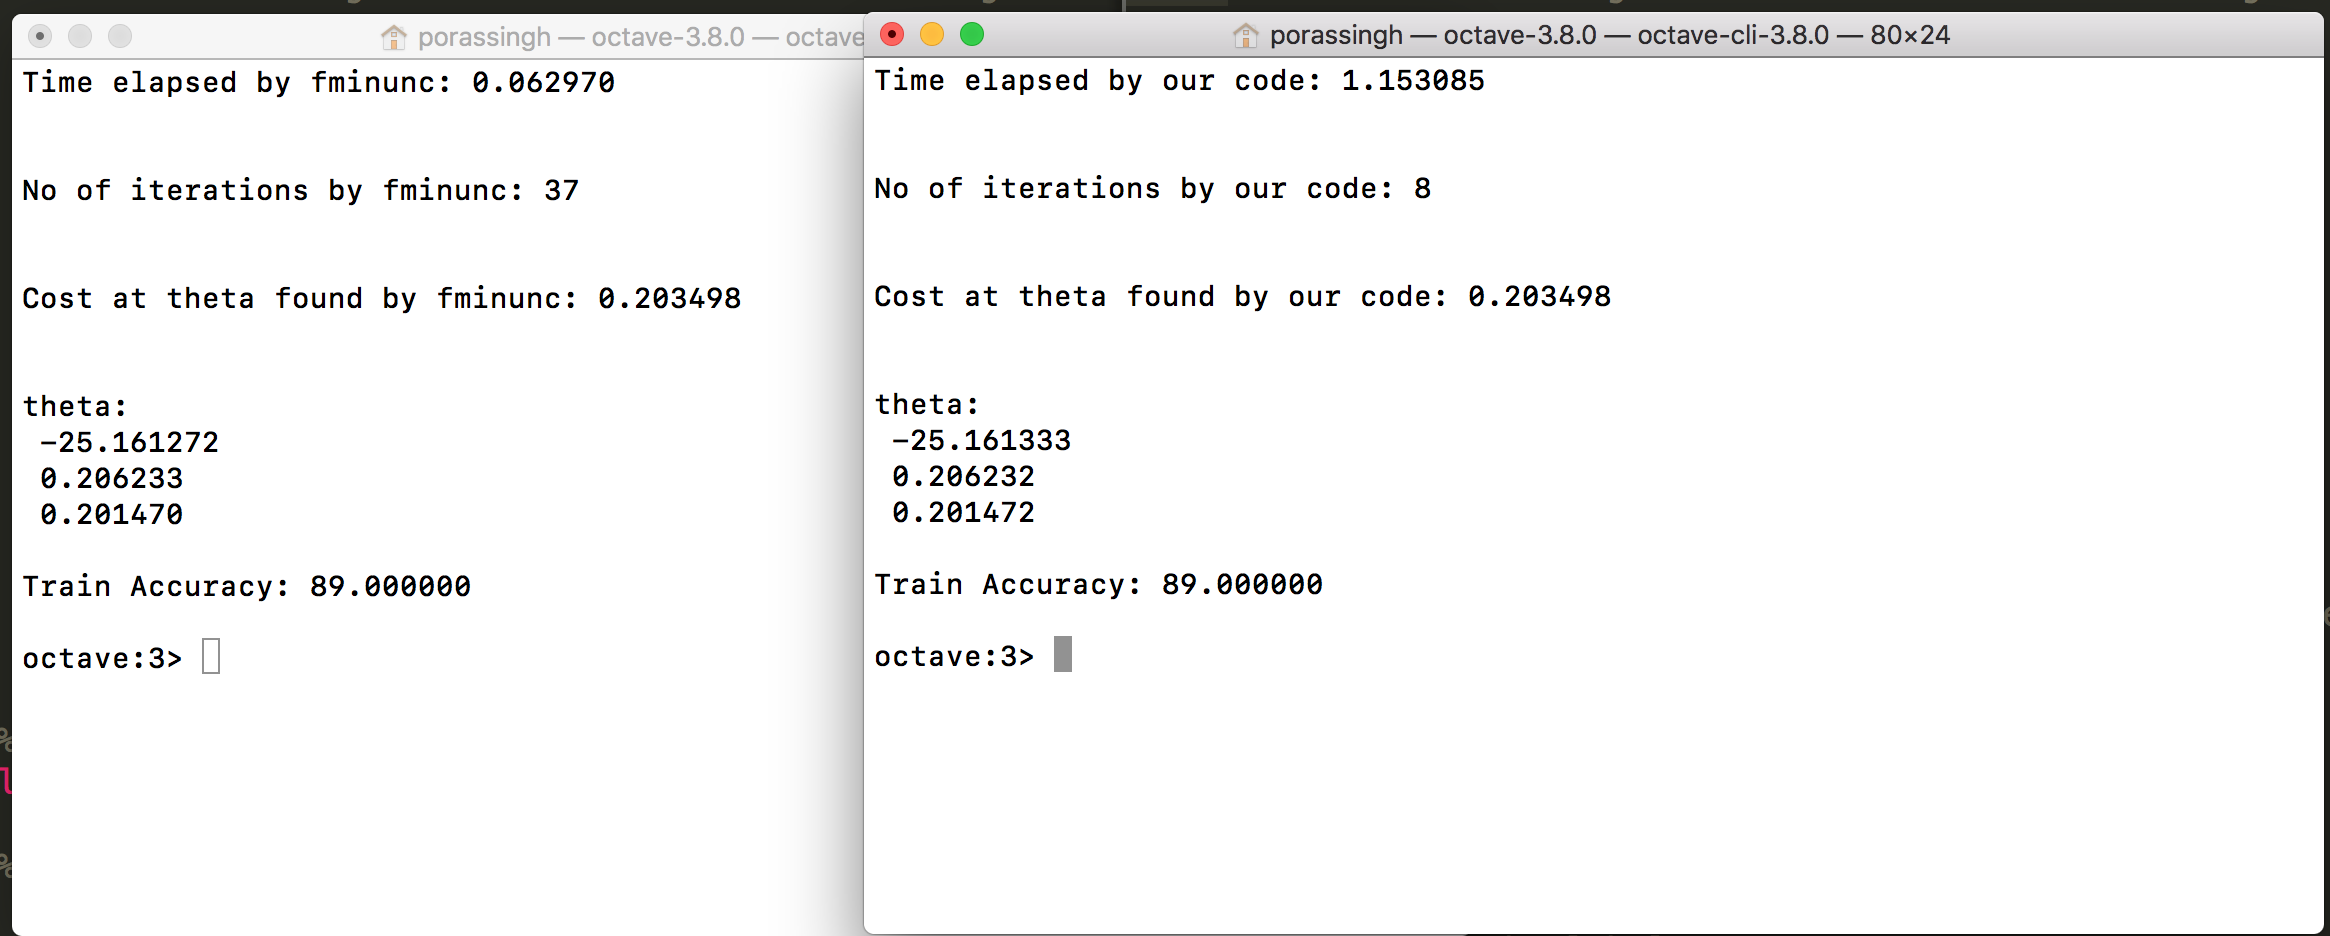 porassingh — octave-3.8.0 — octave
Time elapsed by fminunc: 0.062970
No of iterations by fminunc: 37
Cost at theta found by fminunc: 0.203498
theta:
-25.161272
0.206233
0.201470
Train Accuracy: 89.000000
octave:3>
porassingh — octave-3.8.0 — octave-cli-3.8.0 — 80×24
Time elapsed by our code: 1.153085
No of iterations by our code: 8
Cost at theta found by our code: 0.203498
theta:
-25.161333
0.206232
0.201472
Train Accuracy: 89.000000
octave:3>